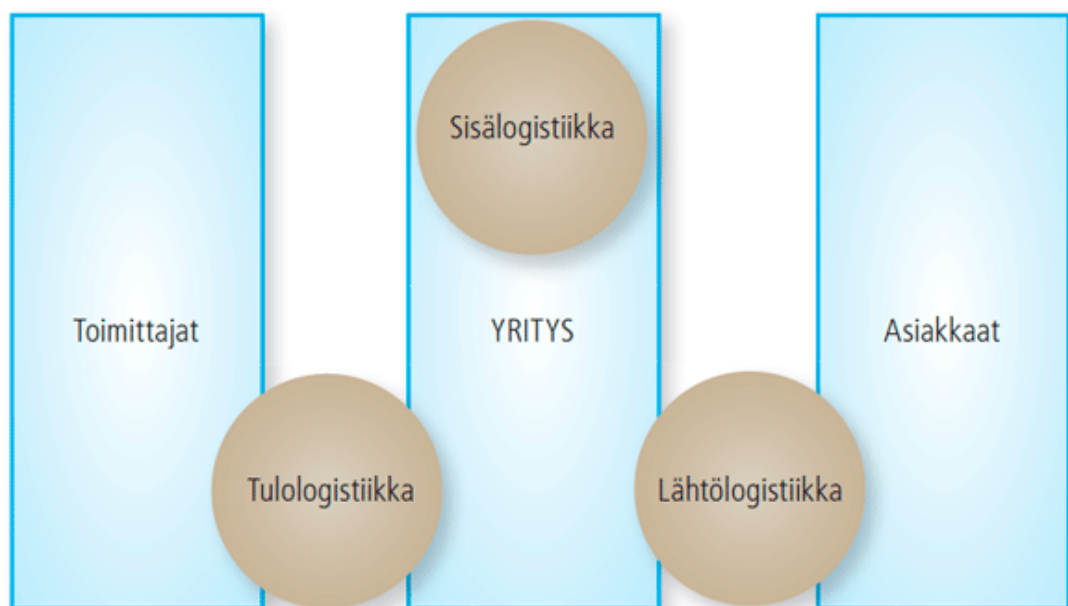 Sisälogistiikka
Toimittajat
YRITYS
Asiakkaat
Tulologistiikka
Lähtölogistiikka